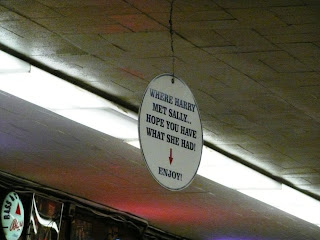 WHERE HARRY
MET SALLY...
HOPE YOU HAVE
WHAT SHE HAD!
ENJOY!